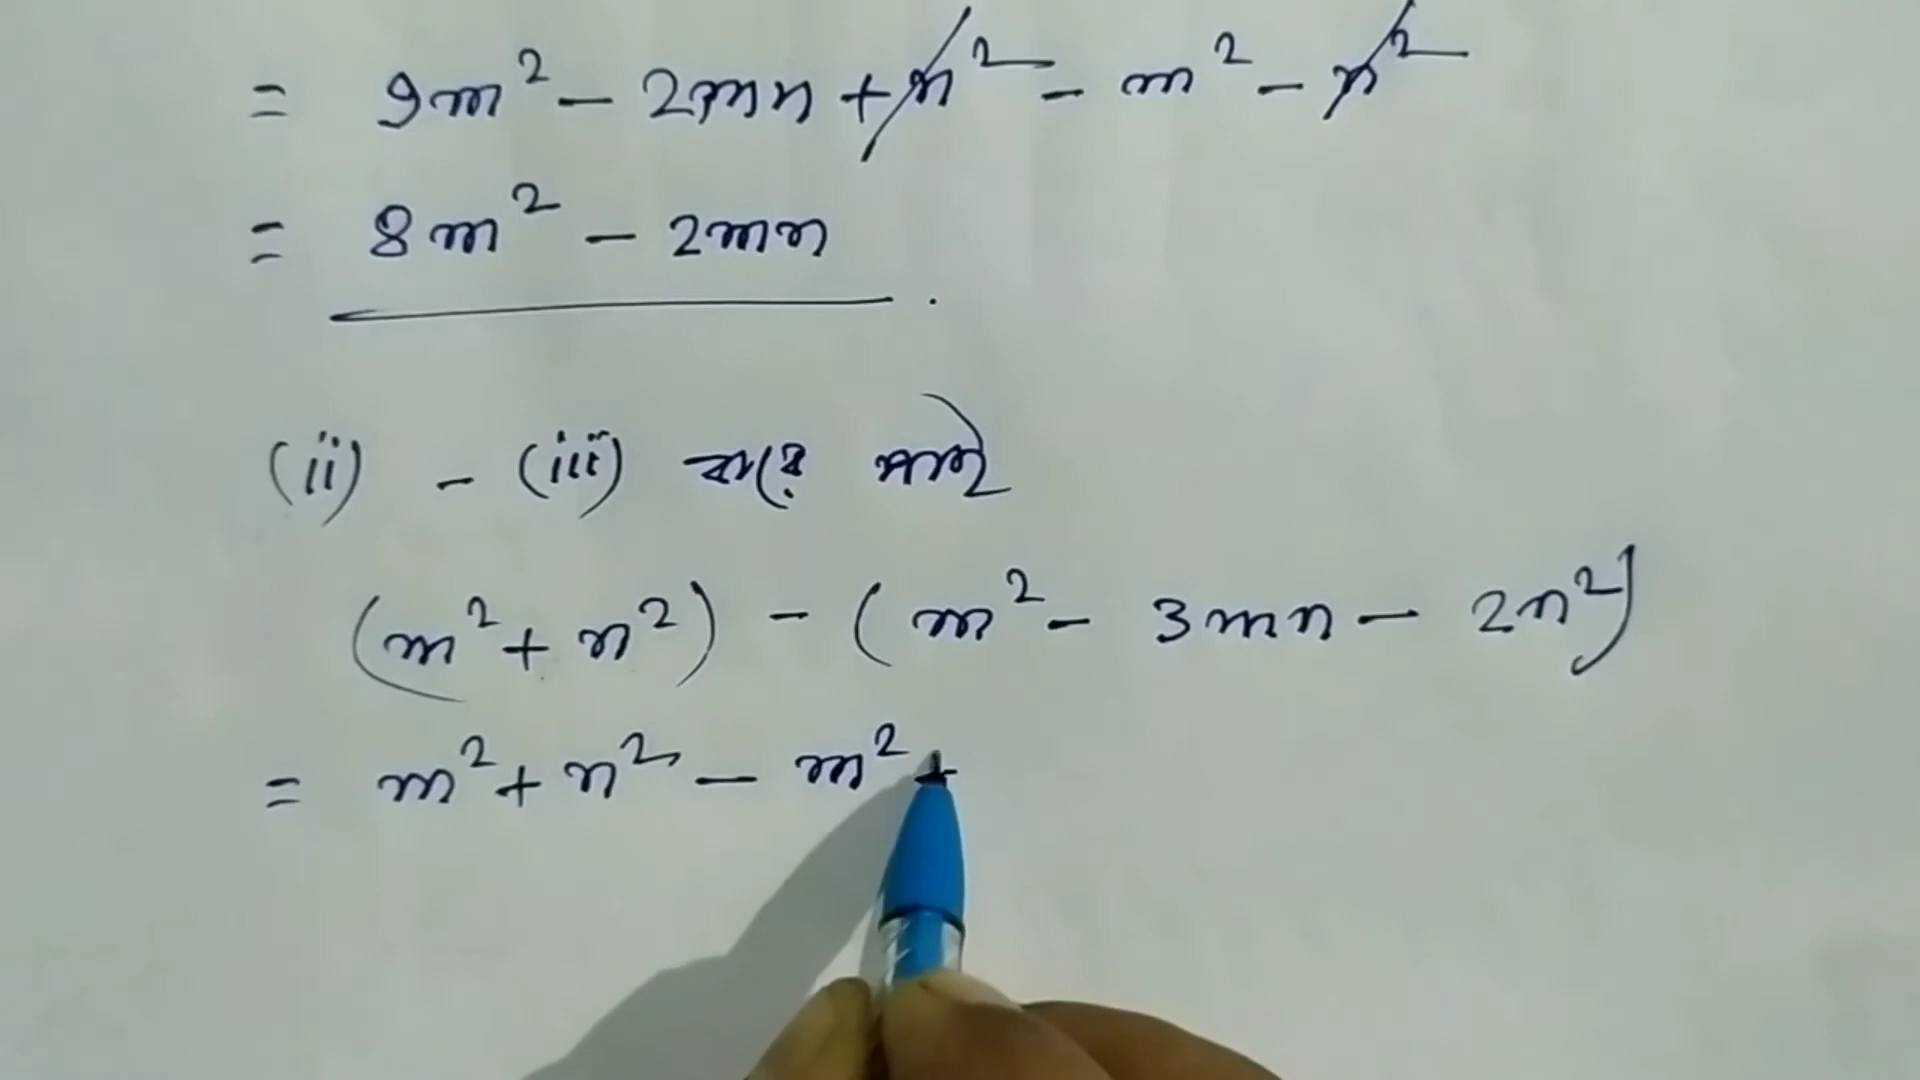 = 9m² - 2mn + n² - m² - n²
= 8m² - 2mn
(ii) - (iii) করে পাই
(m² + n²) - (m² - 3mn - 2n²)
= m² + n² - m² +